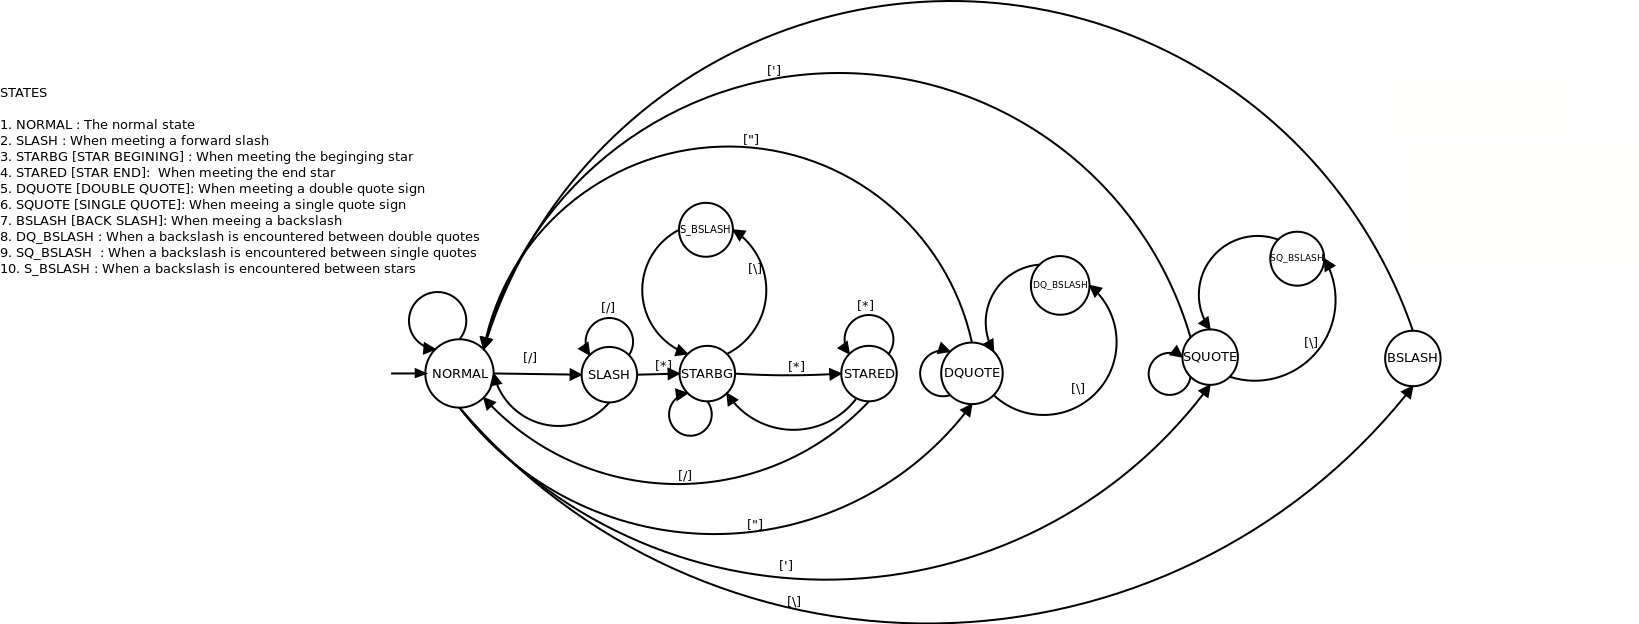 [']
STATES
1. NORMAL : The normal state
2. SLASH : When meeting a forward slash
3. STARBG [STAR BEGINING] : When meeting the beginging star
4. STARED [STAR END]:  When meeting the end star
5. DQUOTE [DOUBLE QUOTE]: When meeting a double quote sign
6. SQUOTE [SINGLE QUOTE]: When meeing a single quote sign
7. BSLASH [BACK SLASH]: When meeing a backslash
8. DQ_BSLASH : When a backslash is encountered between double quotes
9. SQ_BSLASH  : When a backslash is encountered between single quotes
10. S_BSLASH : When a backslash is encountered between stars
["]
S_BSLASH
[\]
SQ_BSLASH
DQ_BSLASH
[/]
[*]
[\]
[/]
[*]
[*]
NORMAL
SLASH
STARBG
STARED
DQUOTE
SQUOTE
BSLASH
[\]
[/]
["]
[']
[\]